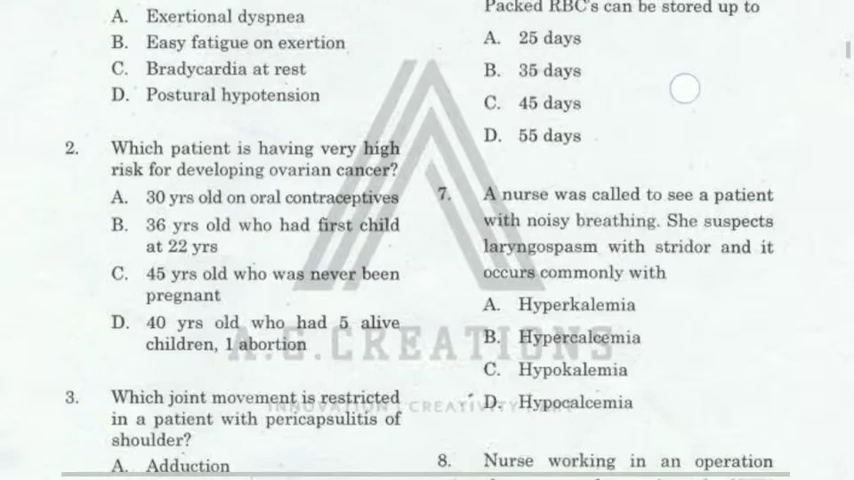 A. Exertional dyspnea
B. Easy fatigue on exertion
C. Bradycardia at rest
D. Postural hypotension
2. Which patient is having very high
risk for developing ovarian cancer?
A. 30 yrs old on oral contraceptives
B. 36 yrs old who had first child
at 22 yrs
C. 45 yrs old who was never been
pregnant
D. 40 yrs old who had 5 alive
children, 1 abortion
3. Which joint movement is restricted
in a patient with pericapsulitis of
shoulder?
A. Adduction
Packed RBC's can be stored up to
A. 25 days
B. 35 days
C. 45 days
D. 55 days
7. A nurse was called to see a patient
with noisy breathing. She suspects
laryngospasm with stridor and it
occurs commonly with
A. Hyperkalemia
B. Hypercalcemia
C. Hypokalemia
D. Hypocalcemia
8. Nurse working in an operation
A.G.CREATIONS
INNOVATION | CREATIVITY |